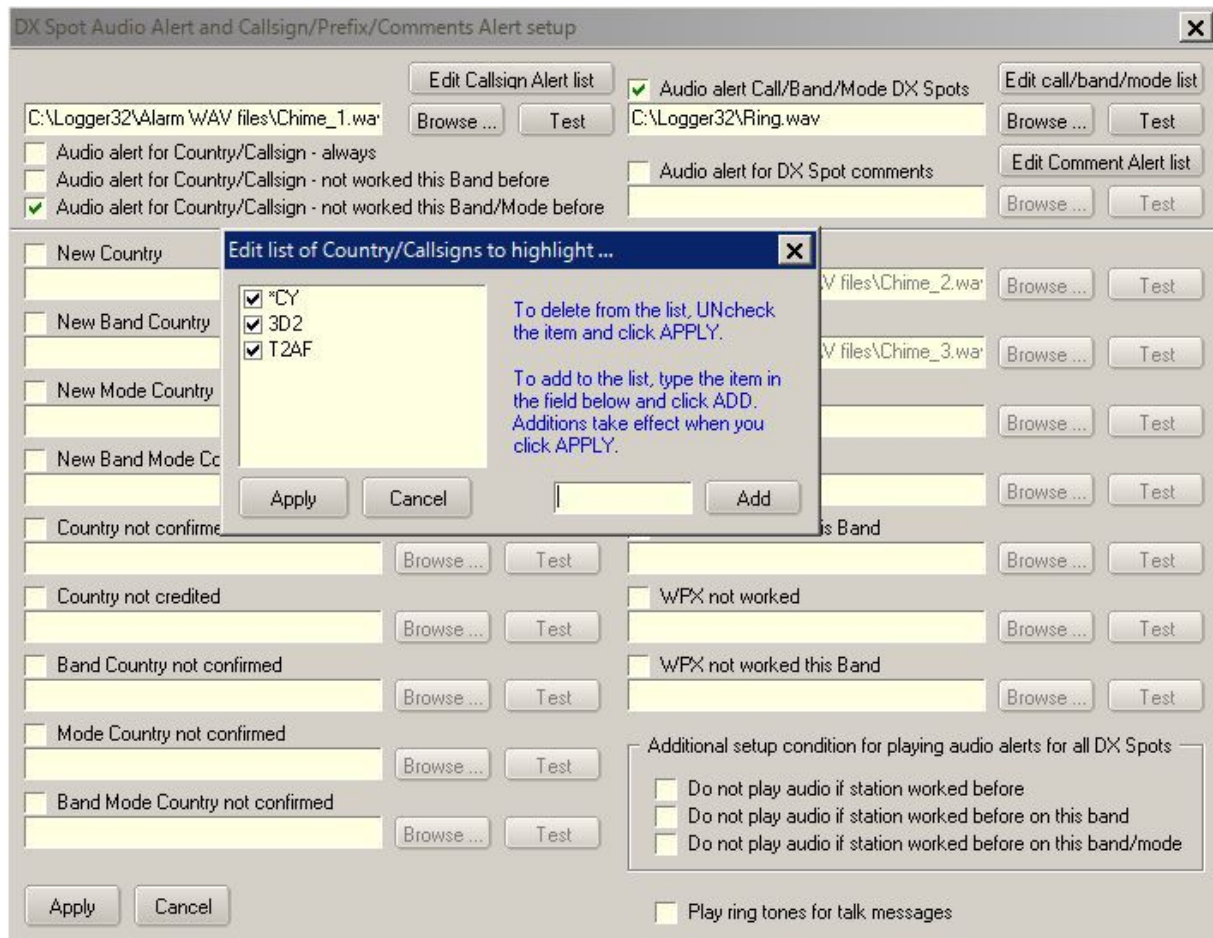 DX Spot Audio Alert and Callsign/Prefix/Comments Alert setup
Edit Callsign Alert list
Audio alert Call/Band/Mode DX Spots
Edit call/band/mode list
C:\Logger32\Alarm WAV files\Chime_1.wa
Browse ...
Test
C:\Logger32\Ring.wav
Browse ...
Test
Audio alert for Country/Callsign - always
Audio alert for Country/Callsign - not worked this Band before
Audio alert for Country/Callsign - not worked this Band/Mode before
Audio alert for DX Spot comments
Edit Comment Alert list
Browse ...
Test
New Country
New Band Country
New Mode Country
New Band Mode Co
Edit list of Country/Callsigns to highlight ...
*CY
3D2
T2AF
To delete from the list, UNcheck
the item and click APPLY.
To add to the list, type the item in
the field below and click ADD.
Additions take effect when you
click APPLY.
Apply
Cancel
Add
V files\Chime_2.wa
Browse ...
Test
V files\Chime_3.wa
Browse ...
Test
Browse ...
Test
Browse ...
Test
Country not confirme
is Band
Browse ...
Test
Browse ...
Test
Country not credited
WPX not worked
Browse ...
Test
Browse ...
Test
Band Country not confirmed
WPX not worked this Band
Browse ...
Test
Browse ...
Test
Mode Country not confirmed
Browse ...
Test
Band Mode Country not confirmed
Browse ...
Test
Additional setup condition for playing audio alerts for all DX Spots
Do not play audio if station worked before
Do not play audio if station worked before on this band
Do not play audio if station worked before on this band/mode
Apply
Cancel
Play ring tones for talk messages